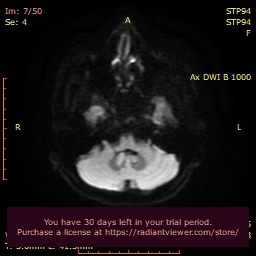 Im: 7/50
Se: 4
A
STP94
STP94
F
Ax DWI B 1000
R
L
You have 30 days left in your trial period.
Purchase a license at https://radiantviewer.com/store/